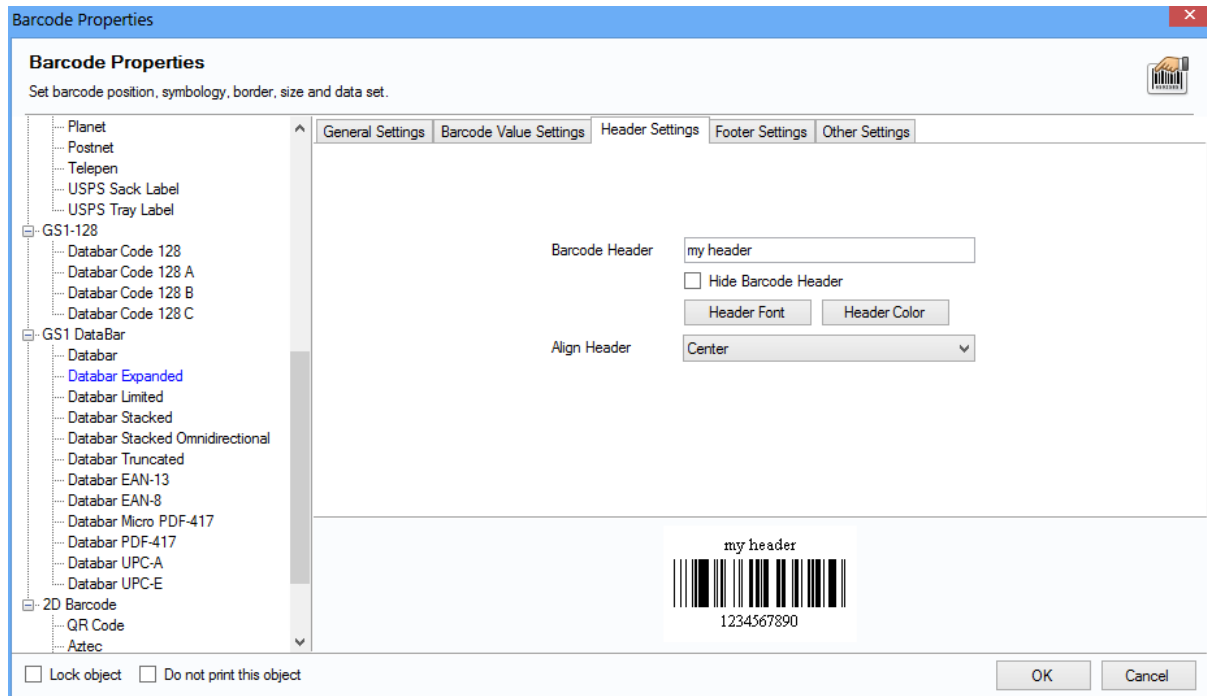 Barcode Properties
Barcode Properties
Set barcode position, symbology, border, size and data set.
Planet
Postnet
Telepen
USPS Sack Label
USPS Tray Label
GS1-128
Databar Code 128
Databar Code 128 A
Databar Code 128 B
Databar Code 128 C
GS1 DataBar
Databar
Databar Expanded
Databar Limited
Databar Stacked
Databar Stacked Omnidirectional
Databar Truncated
Databar EAN-13
Databar EAN-8
Databar Micro PDF-417
Databar PDF-417
Databar UPC-A
Databar UPC-E
2D Barcode
QR Code
Aztec
General Settings Barcode Value Settings Header Settings Footer Settings Other Settings
Barcode Header my header
Hide Barcode Header
Header Font Header Color
Align Header Center
my header
1234567890
Lock object Do not print this object OK Cancel